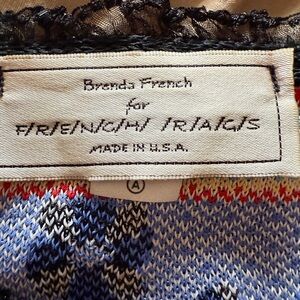 Brenda French
for
F/R/E/N/C/H/ /R/A/G/S
MADE IN U.S.A.
A